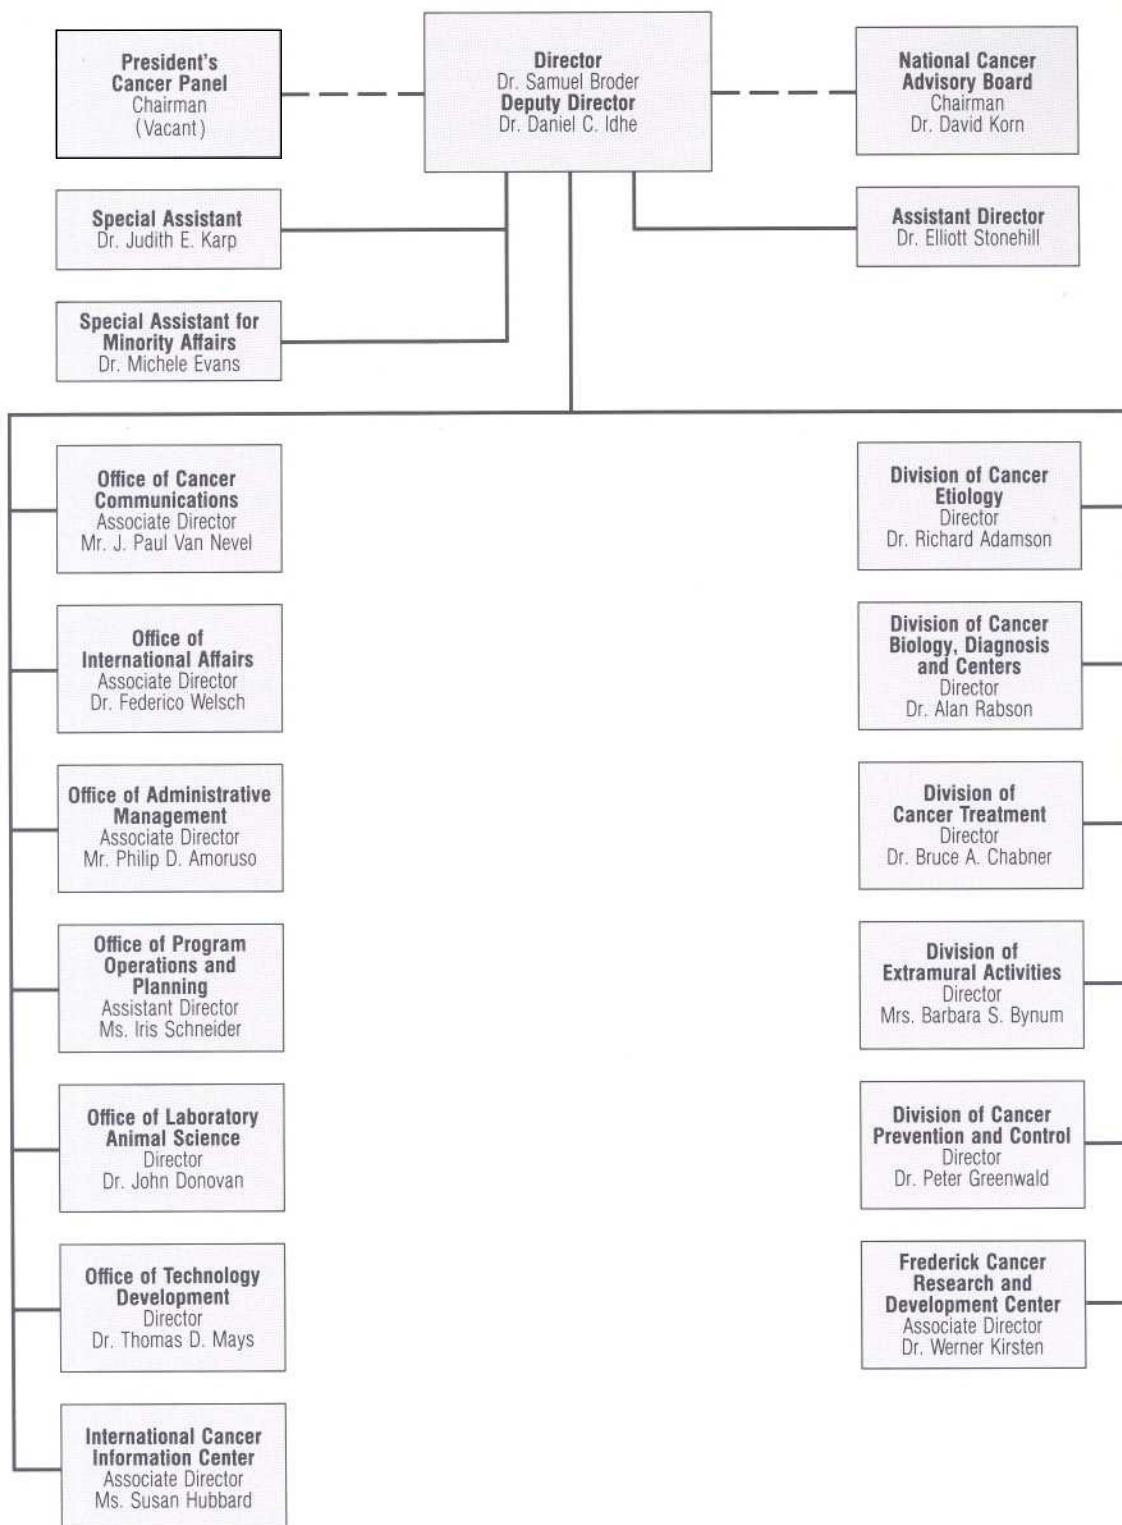 President's
Cancer Panel
Chairman
(Vacant)
Director
Dr. Samuel Broder
Deputy Director
Dr. Daniel C. Idhe
National Cancer
Advisory Board
Chairman
Dr. David Korn
Special Assistant
Dr. Judith E. Karp
Assistant Director
Dr. Elliott Stonehill
Special Assistant for
Minority Affairs
Dr. Michele Evans
Office of Cancer
Communications
Associate Director
Mr. J. Paul Van Nevel
Office of
International Affairs
Associate Director
Dr. Federico Welsch
Office of Administrative
Management
Associate Director
Mr. Philip D. Amoruso
Office of Program
Operations and
Planning
Assistant Director
Ms. Iris Schneider
Office of Laboratory
Animal Science
Director
Dr. John Donovan
Office of Technology
Development
Director
Dr. Thomas D. Mays
International Cancer
Information Center
Associate Director
Ms. Susan Hubbard
Division of Cancer
Etiology
Director
Dr. Richard Adamson
Division of Cancer
Biology, Diagnosis
and Centers
Director
Dr. Alan Rabson
Division of
Cancer Treatment
Director
Dr. Bruce A. Chabner
Division of
Extramural Activities
Director
Mrs. Barbara S. Bynum
Division of Cancer
Prevention and Control
Director
Dr. Peter Greenwald
Frederick Cancer
Research and
Development Center
Associate Director
Dr. Werner Kirsten